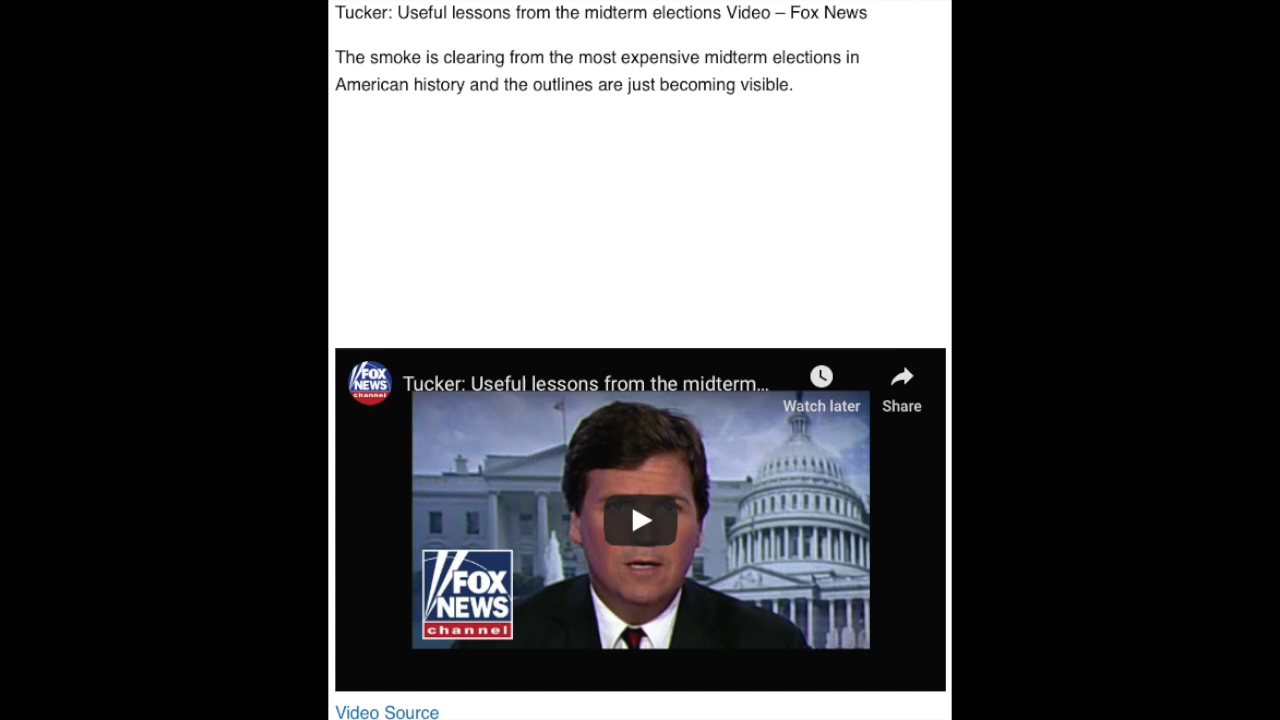 Tucker: Useful lessons from the midterm elections Video – Fox News
The smoke is clearing from the most expensive midterm elections in
American history and the outlines are just becoming visible.
FOX
NEWS
channel
Tucker: Useful lessons from the midterm...
Watch later
Share
FOX
NEWS
channel
Video Source